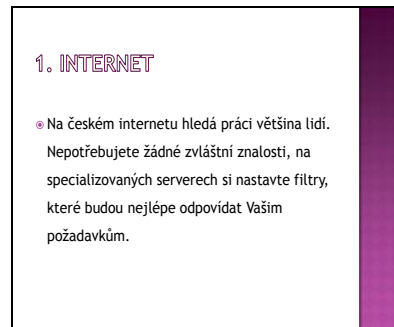 1. INTERNET
Na českém internetu hledá práci většina lidí.
Nepotřebujete žádné zvláštní znalosti, na
specializovaných serverech si nastavte filtry,
které budou nejlépe odpovídat Vašim
požadavkům.